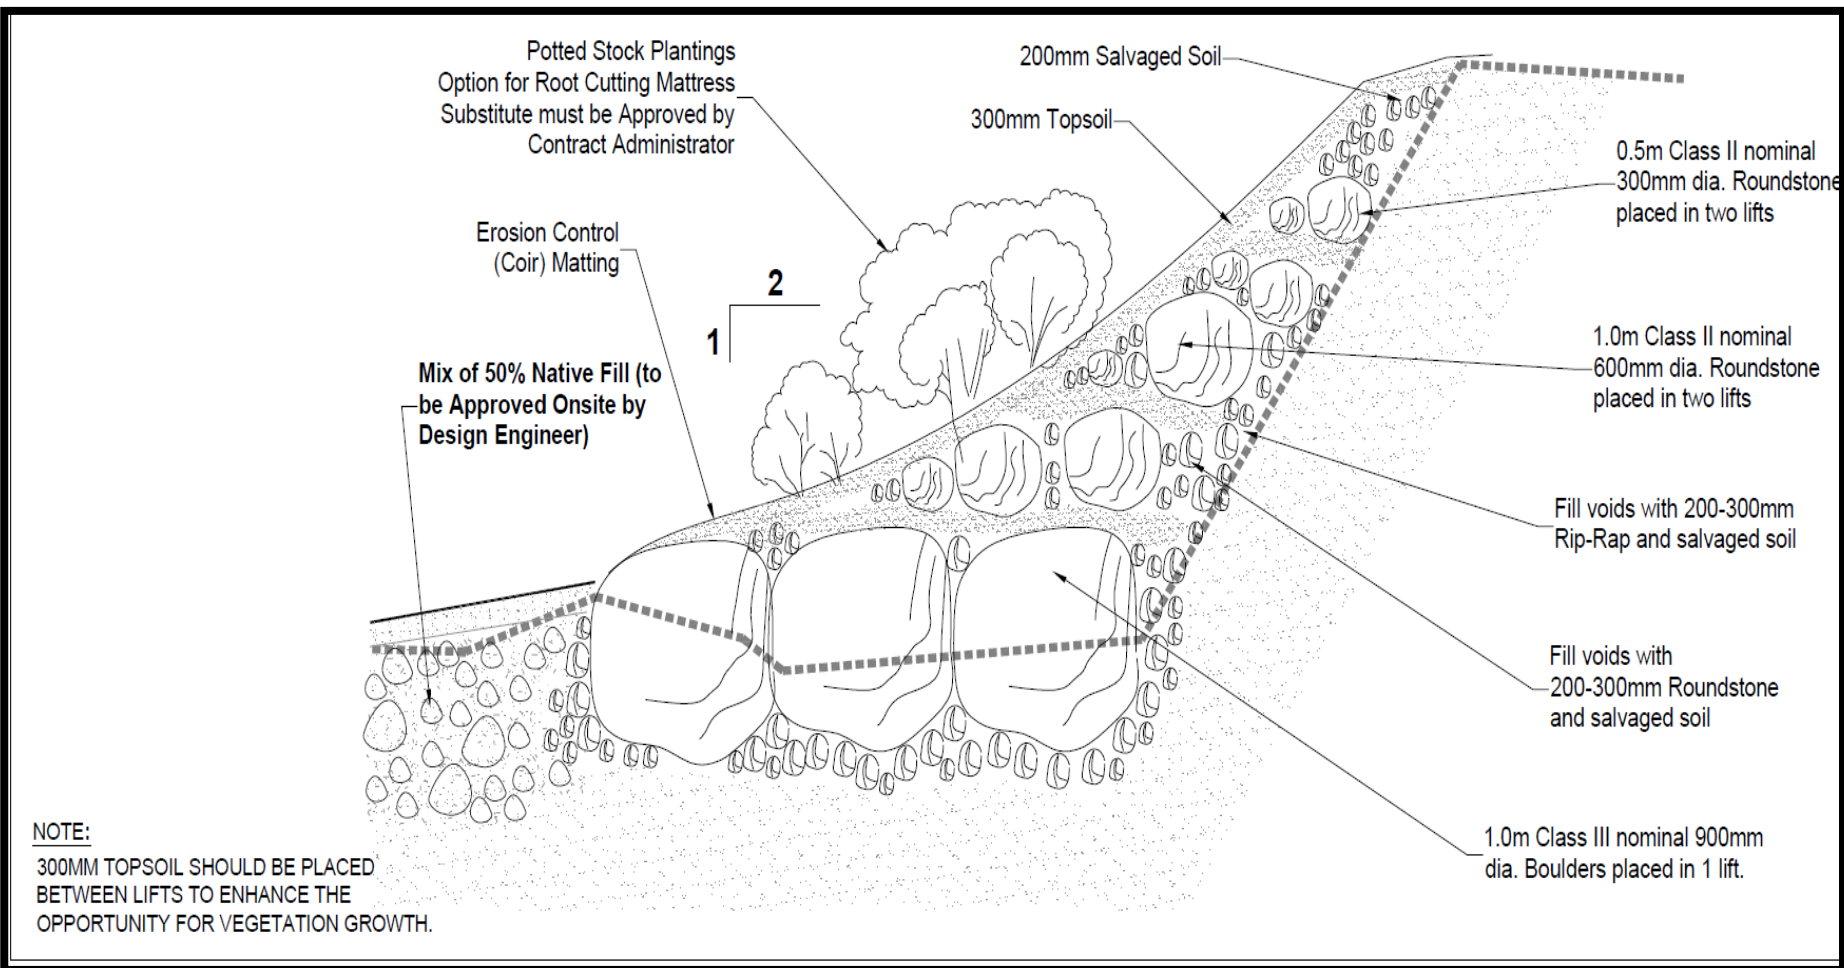 Potted Stock Plantings
Option for Root Cutting Mattress
Substitute must be Approved by
Contract Administrator
200mm Salvaged Soil
300mm Topsoil
0.5m Class II nominal
300mm dia. Roundstone
placed in two lifts
Erosion Control
(Coir) Matting
2
1
1.0m Class II nominal
600mm dia. Roundstone
placed in two lifts
Mix of 50% Native Fill (to
be Approved Onsite by
Design Engineer)
Fill voids with 200-300mm
Rip-Rap and salvaged soil
Fill voids with
200-300mm Roundstone
and salvaged soil
1.0m Class III nominal 900mm
dia. Boulders placed in 1 lift.
NOTE:
300MM TOPSOIL SHOULD BE PLACED
BETWEEN LIFTS TO ENHANCE THE
OPPORTUNITY FOR VEGETATION GROWTH.